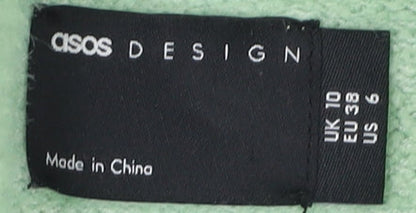 asos DESIGN
Made in China
UK 10
EU 38
US 6